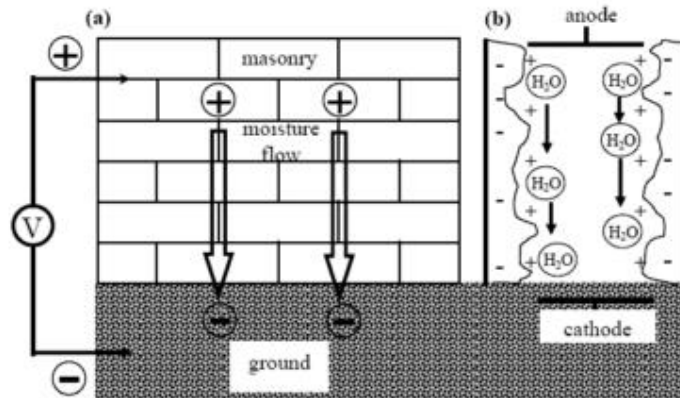 (a)
masonry
moisture
flow
V
ground
+
+
+
−
−
−
(b)
anode
H₂O
H₂O
H₂O
H₂O
H₂O
H₂O
cathode
- + + -
- + + -
- + + -
- + + -
- + + -